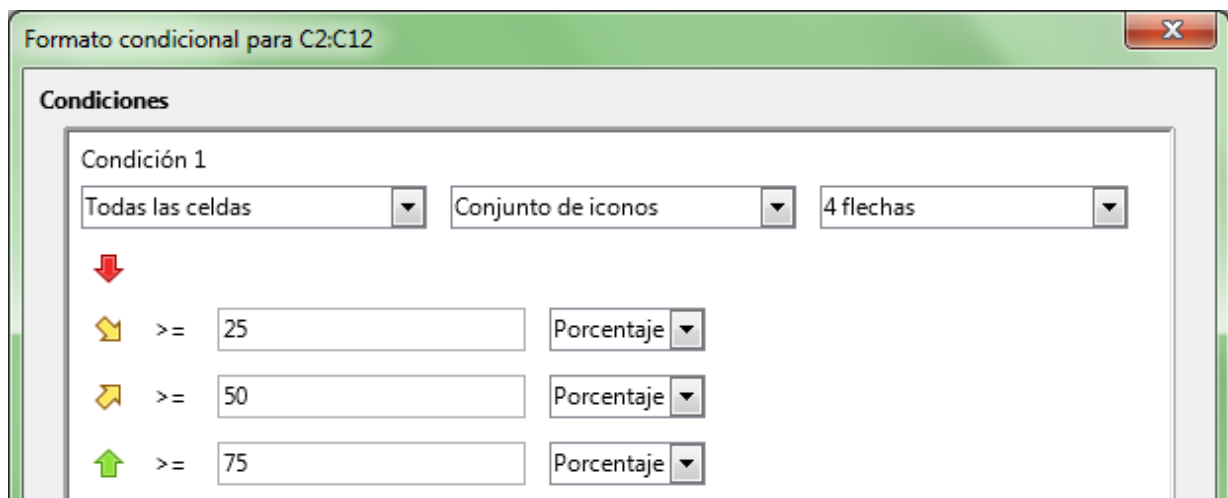 Formato condicional para C2:C12
Condiciones
Condición 1
Todas las celdas Conjunto de iconos 4 flechas
>= 25 Porcentaje
>= 50 Porcentaje
>= 75 Porcentaje